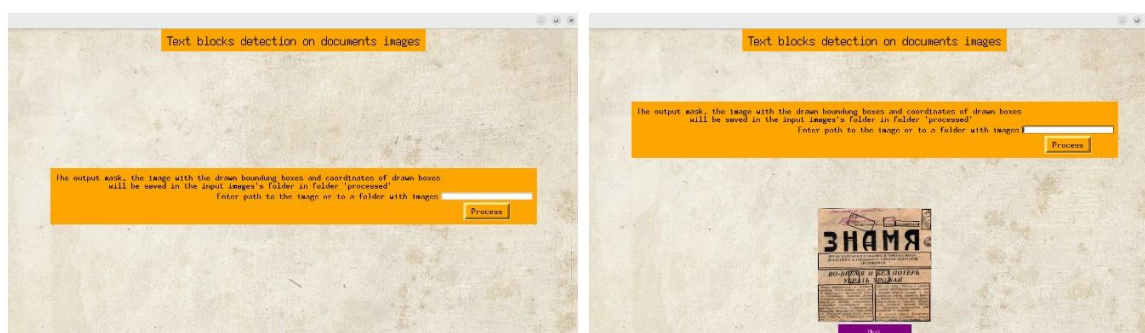 Text blocks detection on documents images
The output mask, the image with the drawn boundung boxes and coordinates of drawn boxes
will be saved in the input images's folder in folder 'processed'
Enter path to the image or to a folder with images
Process
Text blocks detection on documents images
The output mask, the image with the drawn boundung boxes and coordinates of drawn boxes
will be saved in the input images's folder in folder 'processed'
Enter path to the image or to a folder with images
Process
ЗНАМЯ
ВО-ВРЕМЯ И БЕЗ ПОТЕРЬ
УБРАТЬ УРОЖАЙ
Next